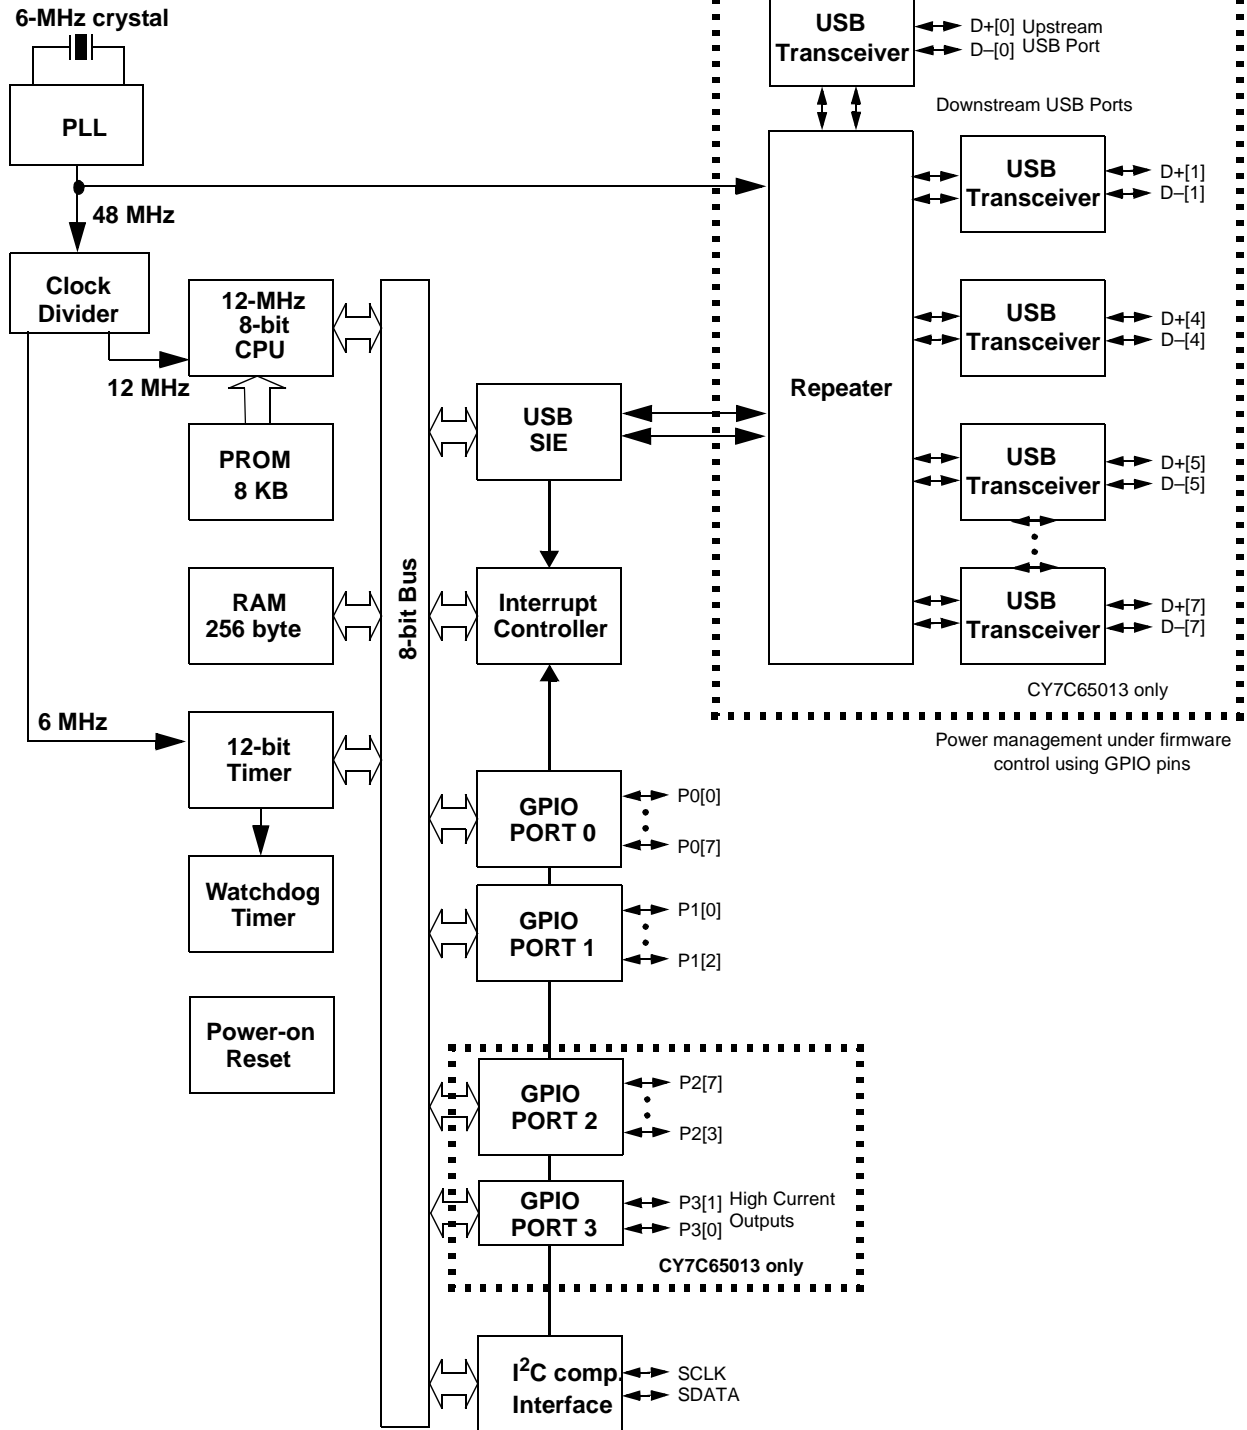 6-MHz crystal
PLL
48 MHz
Clock
Divider
12-MHz
8-bit
CPU
12 MHz
PROM
8 KB
RAM
256 byte
6 MHz
12-bit
Timer
Watchdog
Timer
Power-on
Reset
8-bit Bus
USB
SIE
Interrupt
Controller
GPIO
PORT 0
P0[0]
P0[7]
GPIO
PORT 1
P1[0]
P1[2]
GPIO
PORT 2
P2[7]
P2[3]
GPIO
PORT 3
P3[1] High Current
P3[0] Outputs
CY7C65013 only
I²C comp.
Interface
SCLK
SDATA
USB
Transceiver
D+[0] Upstream
D–[0] USB Port
Downstream USB Ports
Repeater
USB
Transceiver
D+[1]
D–[1]
USB
Transceiver
D+[4]
D–[4]
USB
Transceiver
D+[5]
D–[5]
USB
Transceiver
D+[7]
D–[7]
CY7C65013 only
Power management under firmware
control using GPIO pins